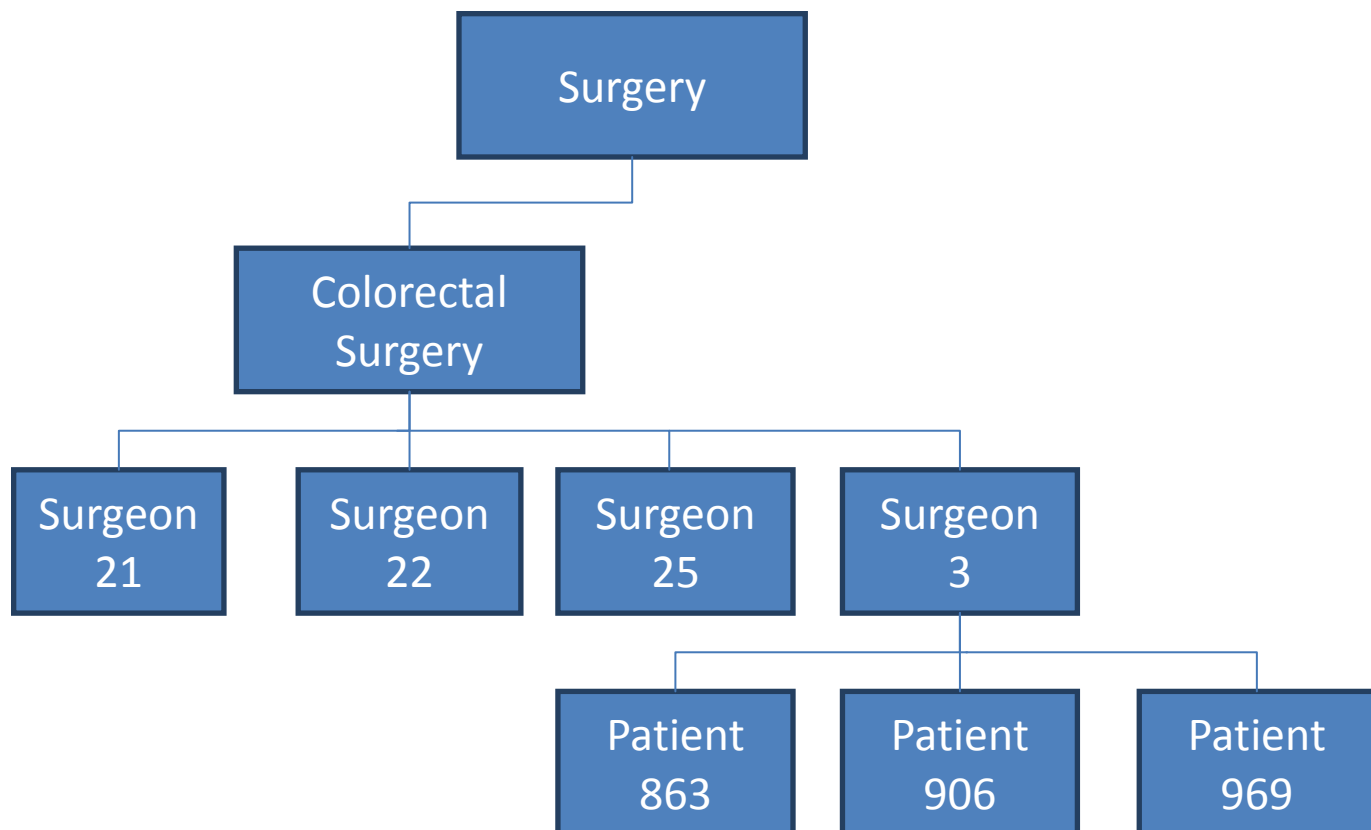 Surgery
Colorectal
Surgery
Surgeon
21
Surgeon
22
Surgeon
25
Surgeon
3
Patient
863
Patient
906
Patient
969